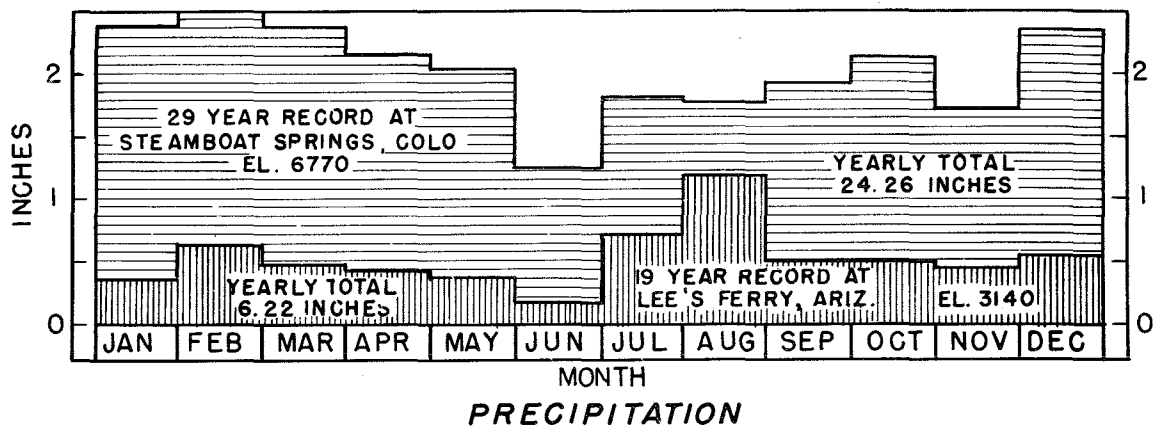 INCHES
2
1
0
2
1
0
29 YEAR RECORD AT
STEAMBOAT SPRINGS, COLO
EL. 6770
YEARLY TOTAL
24.26 INCHES
YEARLY TOTAL
6.22 INCHES
19 YEAR RECORD AT
LEE'S FERRY, ARIZ.
EL. 3140
JAN FEB MAR APR MAY JUN JUL AUG SEP OCT NOV DEC
MONTH
PRECIPITATION